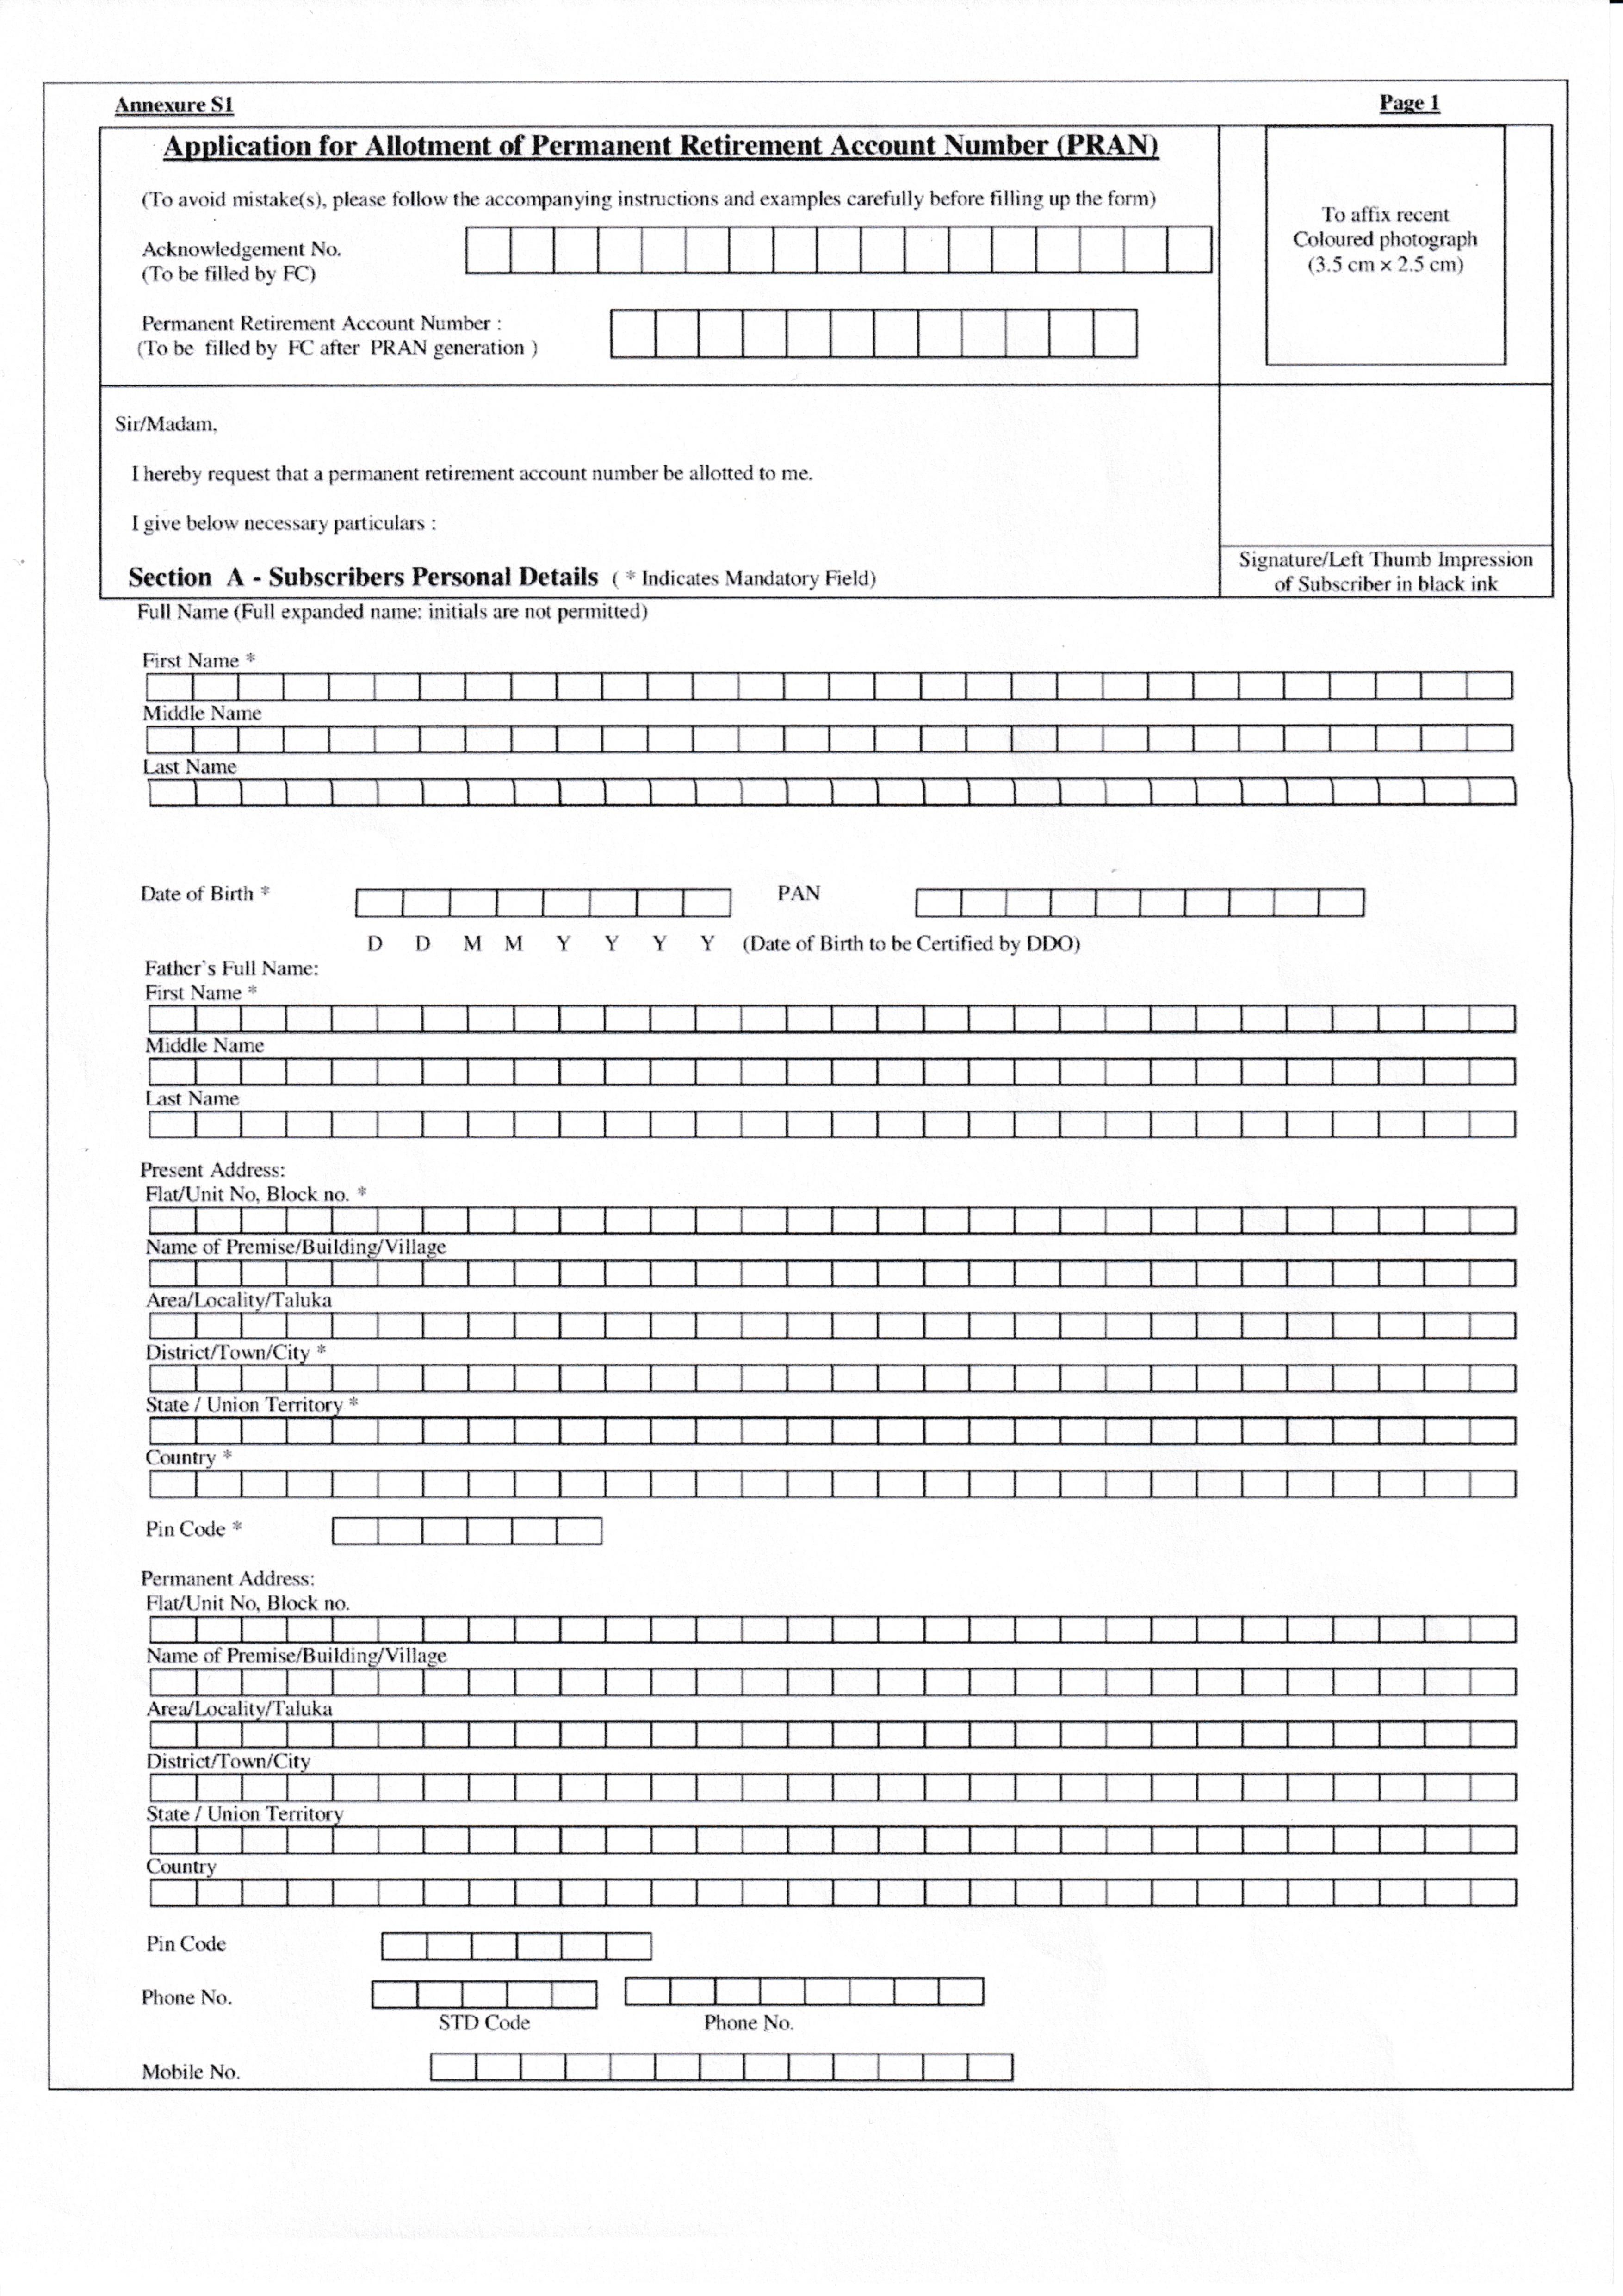 Annexure S1
Page 1
Application for Allotment of Permanent Retirement Account Number (PRAN)
(To avoid mistake(s), please follow the accompanying instructions and examples carefully before filling up the form)
To affix recent
Coloured photograph
(3.5 cm × 2.5 cm)
Acknowledgement No.
(To be filled by FC)
Permanent Retirement Account Number :
(To be filled by FC after PRAN generation )
Sir/Madam,
I hereby request that a permanent retirement account number be allotted to me.
I give below necessary particulars :
Section A - Subscribers Personal Details ( * Indicates Mandatory Field)
Signature/Left Thumb Impression
of Subscriber in black ink
Full Name (Full expanded name: initials are not permitted)
First Name *
Middle Name
Last Name
Date of Birth *
PAN
D D M M Y Y Y Y (Date of Birth to be Certified by DDO)
Father's Full Name:
First Name *
Middle Name
Last Name
Present Address:
Flat/Unit No, Block no. *
Name of Premise/Building/Village
Area/Locality/Taluka
District/Town/City *
State / Union Territory *
Country *
Pin Code *
Permanent Address:
Flat/Unit No, Block no.
Name of Premise/Building/Village
Area/Locality/Taluka
District/Town/City
State / Union Territory
Country
Pin Code
Phone No.
STD Code Phone No.
Mobile No.